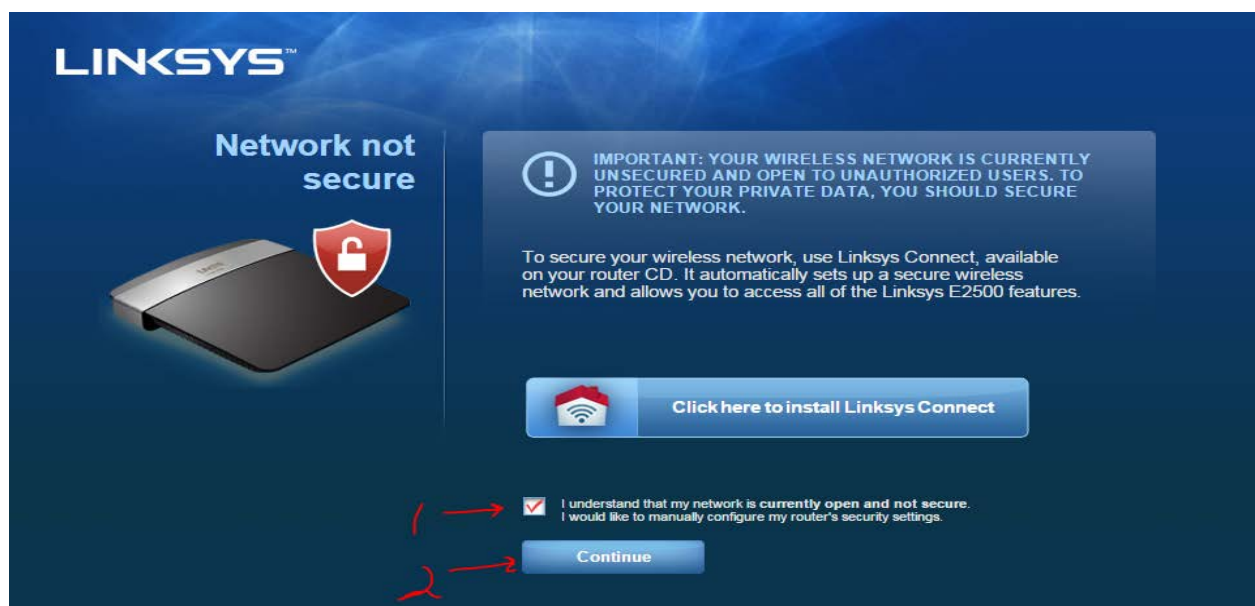 LINKSYS™
Network not
secure
IMPORTANT: YOUR WIRELESS NETWORK IS CURRENTLY
UNSECURED AND OPEN TO UNAUTHORIZED USERS. TO
PROTECT YOUR PRIVATE DATA, YOU SHOULD SECURE
YOUR NETWORK.
To secure your wireless network, use Linksys Connect, available
on your router CD. It automatically sets up a secure wireless
network and allows you to access all of the Linksys E2500 features.
Click here to install Linksys Connect
1
I understand that my network is currently open and not secure.
I would like to manually configure my router's security settings.
2
Continue